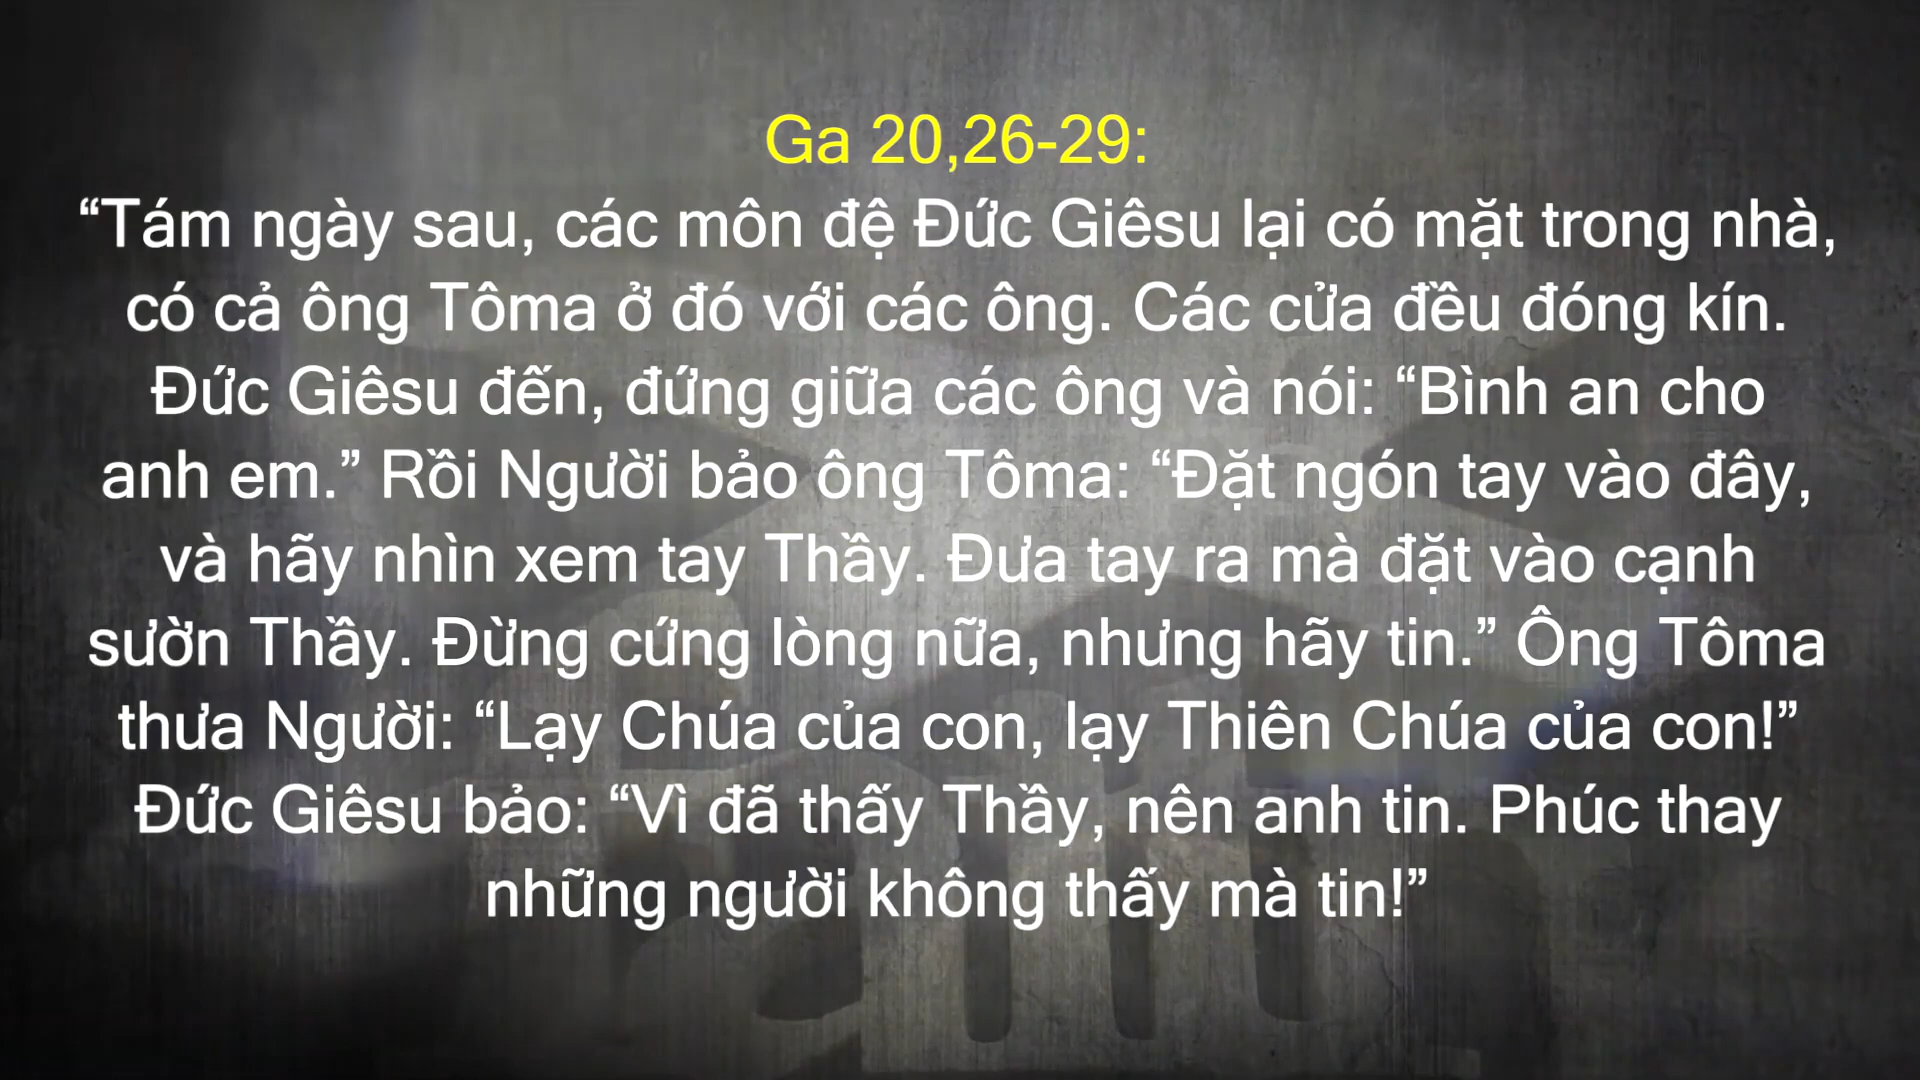 Ga 20,26-29:
“Tám ngày sau, các môn đệ Đức Giêsu lại có mặt trong nhà,
có cả ông Tôma ở đó với các ông. Các cửa đều đóng kín.
Đức Giêsu đến, đứng giữa các ông và nói: “Bình an cho
anh em.” Rồi Người bảo ông Tôma: “Đặt ngón tay vào đây,
và hãy nhìn xem tay Thầy. Đưa tay ra mà đặt vào cạnh
sườn Thầy. Đừng cứng lòng nữa, nhưng hãy tin.” Ông Tôma
thưa Người: “Lạy Chúa của con, lạy Thiên Chúa của con!”
Đức Giêsu bảo: “Vì đã thấy Thầy, nên anh tin. Phúc thay
những người không thấy mà tin!”